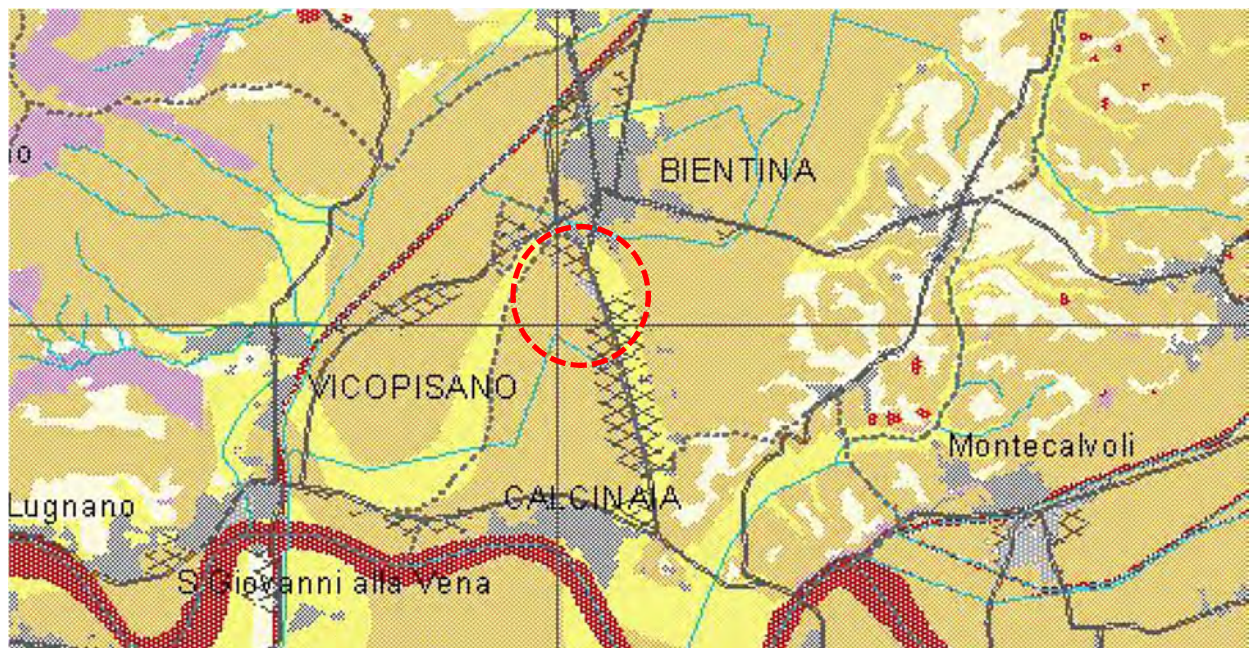 BIENTINA
VICOPISANO
Montecalvoli
CALCINAIA
Lugnano
S Giovanni alla Vena